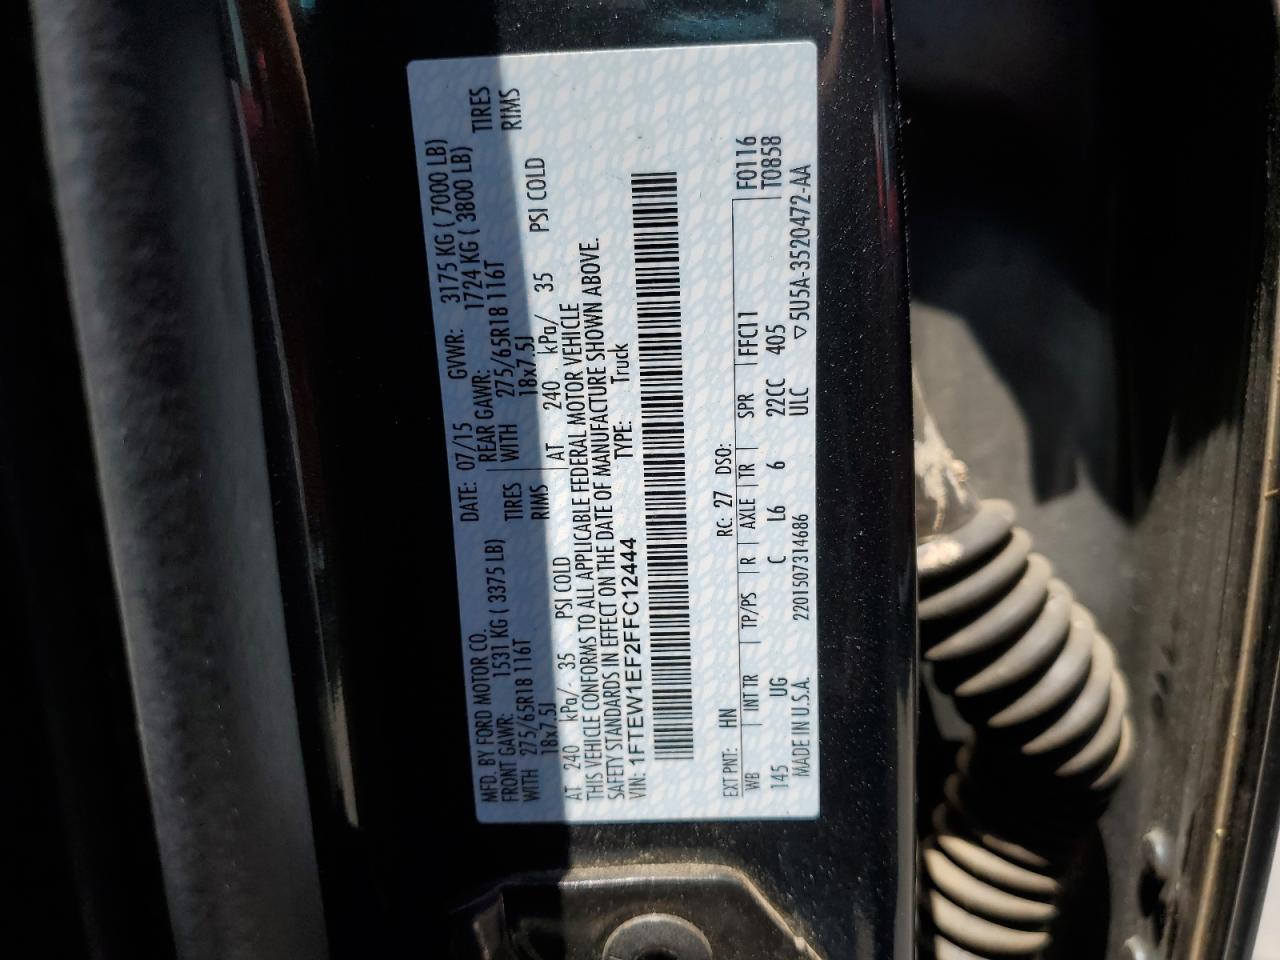 MFD. BY FORD MOTOR CO.
DATE: 07/15 GVWR: 3175 KG ( 7000 LB)
FRONT GAWR: 1531 KG ( 3375 LB) REAR GAWR: 1724 KG ( 3800 LB)
WITH 275/65R18 116T TIRES WITH 275/65R18 116T TIRES
18x7.5J RIMS 18x7.5J RIMS
AT 240 kPa/ 35 PSI COLD AT 240 kPa/ 35 PSI COLD
THIS VEHICLE CONFORMS TO ALL APPLICABLE FEDERAL MOTOR VEHICLE
SAFETY STANDARDS IN EFFECT ON THE DATE OF MANUFACTURE SHOWN ABOVE.
VIN: 1FTEW1EF2FFC12444 TYPE: Truck
EXT PNT: HN RC: 27 DSO: F0116
WB INT TR TP/PS R AXLE TR SPR FFC11 T0858
145 UG C L6 6 22CC 405
ULC
MADE IN U.S.A. 2201507314686 ▽5U5A-3520472-AA